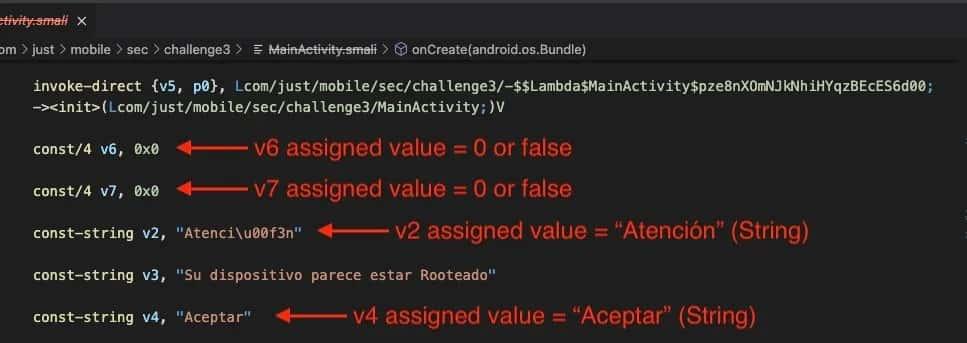 ctivity.smali ×
om > just > mobile > sec > challenge3 > MainActivity.smali > onCreate(android.os.Bundle)
invoke-direct {v5, p0}, Lcom/just/mobile/sec/challenge3/-$$Lambda$MainActivity$pze8nXOmNJkNhiHYqzBEcES6d00;
-><init>(Lcom/just/mobile/sec/challenge3/MainActivity;)V
const/4 v6, 0x0 v6 assigned value = 0 or false
const/4 v7, 0x0 v7 assigned value = 0 or false
const-string v2, "Atenci\u00f3n" v2 assigned value = “Atención” (String)
const-string v3, "Su dispositivo parece estar Rooteado"
const-string v4, "Aceptar" v4 assigned value = “Aceptar” (String)